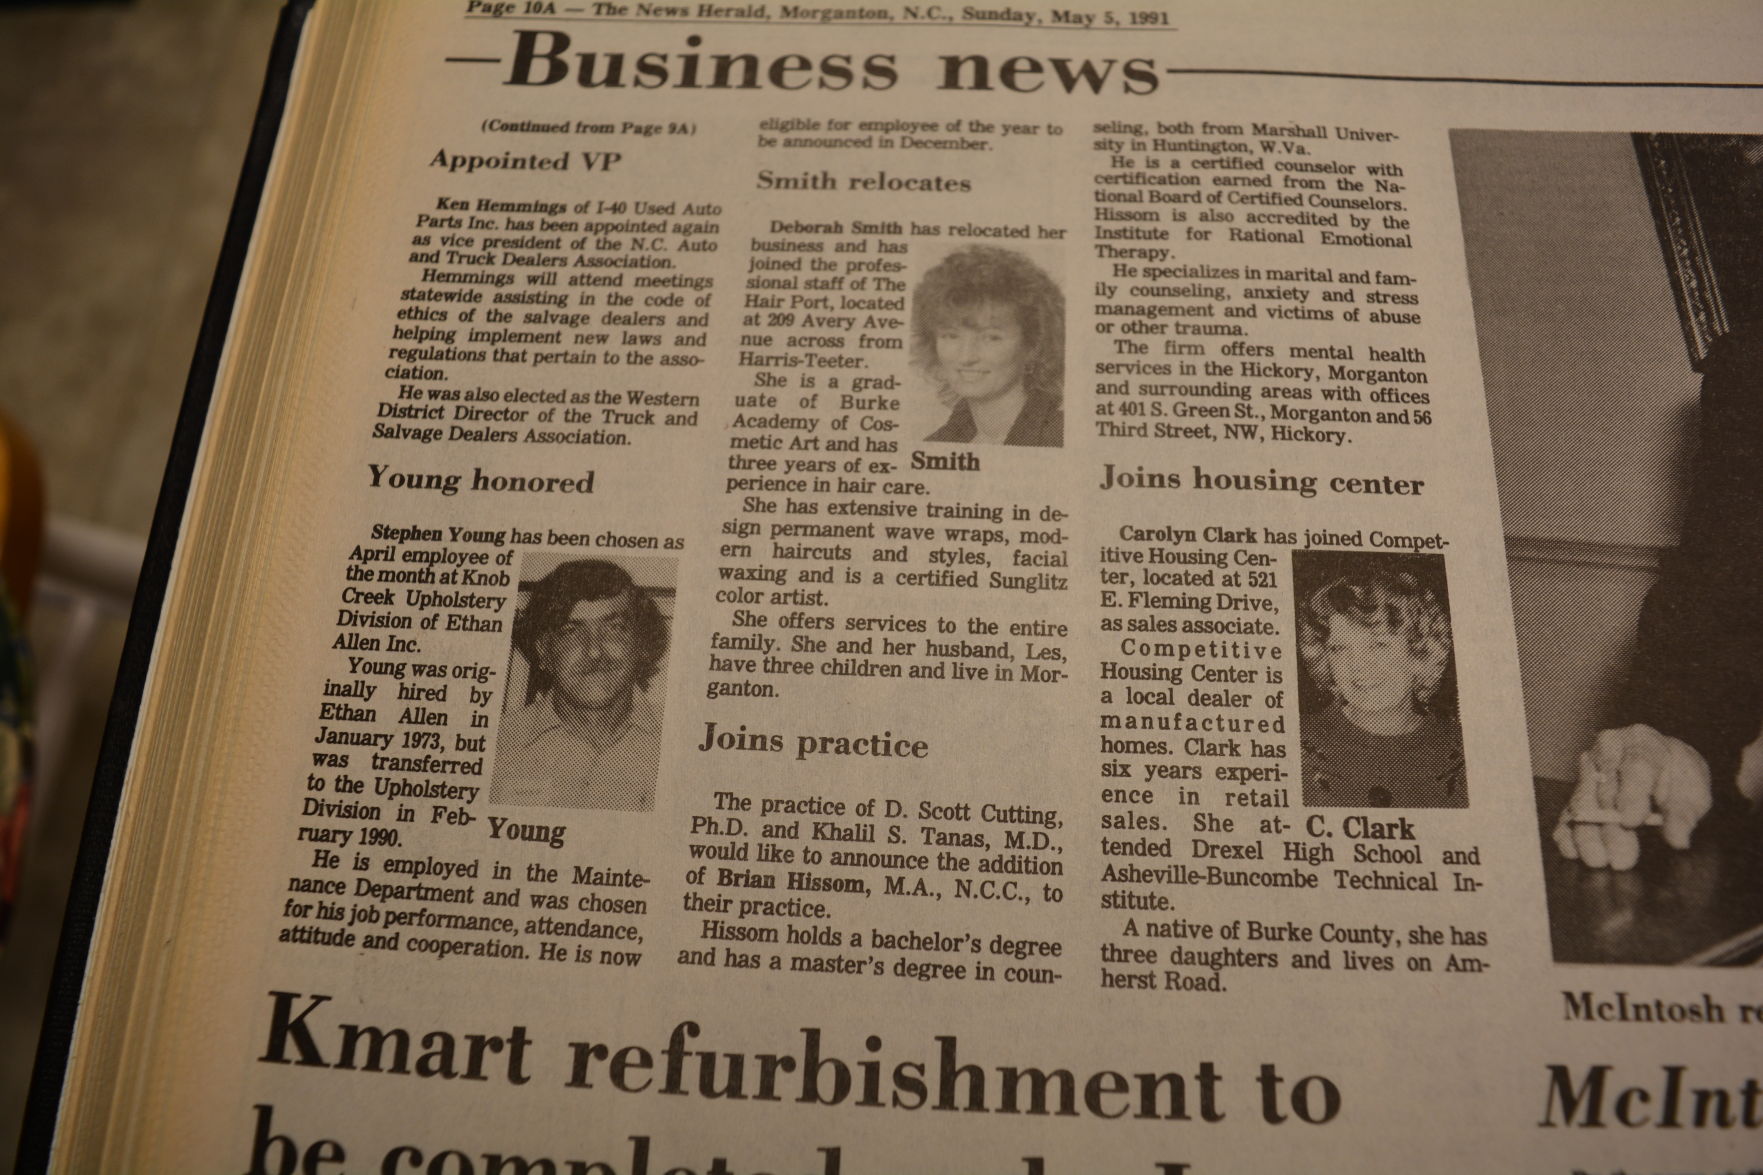 Page 10A — The News Herald, Morganton, N.C., Sunday, May 5, 1991
Business news
(Continued from Page 9A)
Appointed VP
Ken Hemmings of I-40 Used Auto
Parts Inc. has been appointed again
as vice president of the N.C. Auto
and Truck Dealers Association.
Hemmings will attend meetings
statewide assisting in the code of
ethics of the salvage dealers and
helping implement new laws and
regulations that pertain to the asso-
ciation.
He was also elected as the Western
District Director of the Truck and
Salvage Dealers Association.
Young honored
Stephen Young has been chosen as
April employee of
the month at Knob
Creek Upholstery
Division of Ethan
Allen Inc.
Young was orig-
inally hired by
Ethan Allen in
January 1973, but
was transferred
to the Upholstery
Division in Feb-
ruary 1990.
Young
He is employed in the Mainte-
nance Department and was chosen
for his job performance, attendance,
attitude and cooperation. He is now
eligible for employee of the year to
be announced in December.
Smith relocates
Deborah Smith has relocated her
business and has
joined the profes-
sional staff of The
Hair Port, located
at 209 Avery Ave-
nue across from
Harris-Teeter.
She is a grad-
uate of Burke
Academy of Cos-
metic Art and has
three years of ex-
Smith
perience in hair care.
She has extensive training in de-
sign permanent wave wraps, mod-
ern haircuts and styles, facial
waxing and is a certified Sunglitz
color artist.
She offers services to the entire
family. She and her husband, Les,
have three children and live in Mor-
ganton.
Joins practice
The practice of D. Scott Cutting,
Ph.D. and Khalil S. Tanas, M.D.,
would like to announce the addition
of Brian Hissom, M.A., N.C.C., to
their practice.
Hissom holds a bachelor's degree
and has a master's degree in coun-
seling, both from Marshall Univer-
sity in Huntington, W.Va.
He is a certified counselor with
certification earned from the Na-
tional Board of Certified Counselors.
Hissom is also accredited by the
Institute for Rational Emotional
Therapy.
He specializes in marital and fam-
ily counseling, anxiety and stress
management and victims of abuse
or other trauma.
The firm offers mental health
services in the Hickory, Morganton
and surrounding areas with offices
at 401 S. Green St., Morganton and 56
Third Street, NW, Hickory.
Joins housing center
Carolyn Clark has joined Compet-
itive Housing Cen-
ter, located at 521
E. Fleming Drive,
as sales associate.
Competitive
Housing Center is
a local dealer of
manufactured
homes. Clark has
six years experi-
ence in retail
sales. She at-
C. Clark
tended Drexel High School and
Asheville-Buncombe Technical In-
stitute.
A native of Burke County, she has
three daughters and lives on Am-
herst Road.
Kmart refurbishment to
be completed
McIntosh